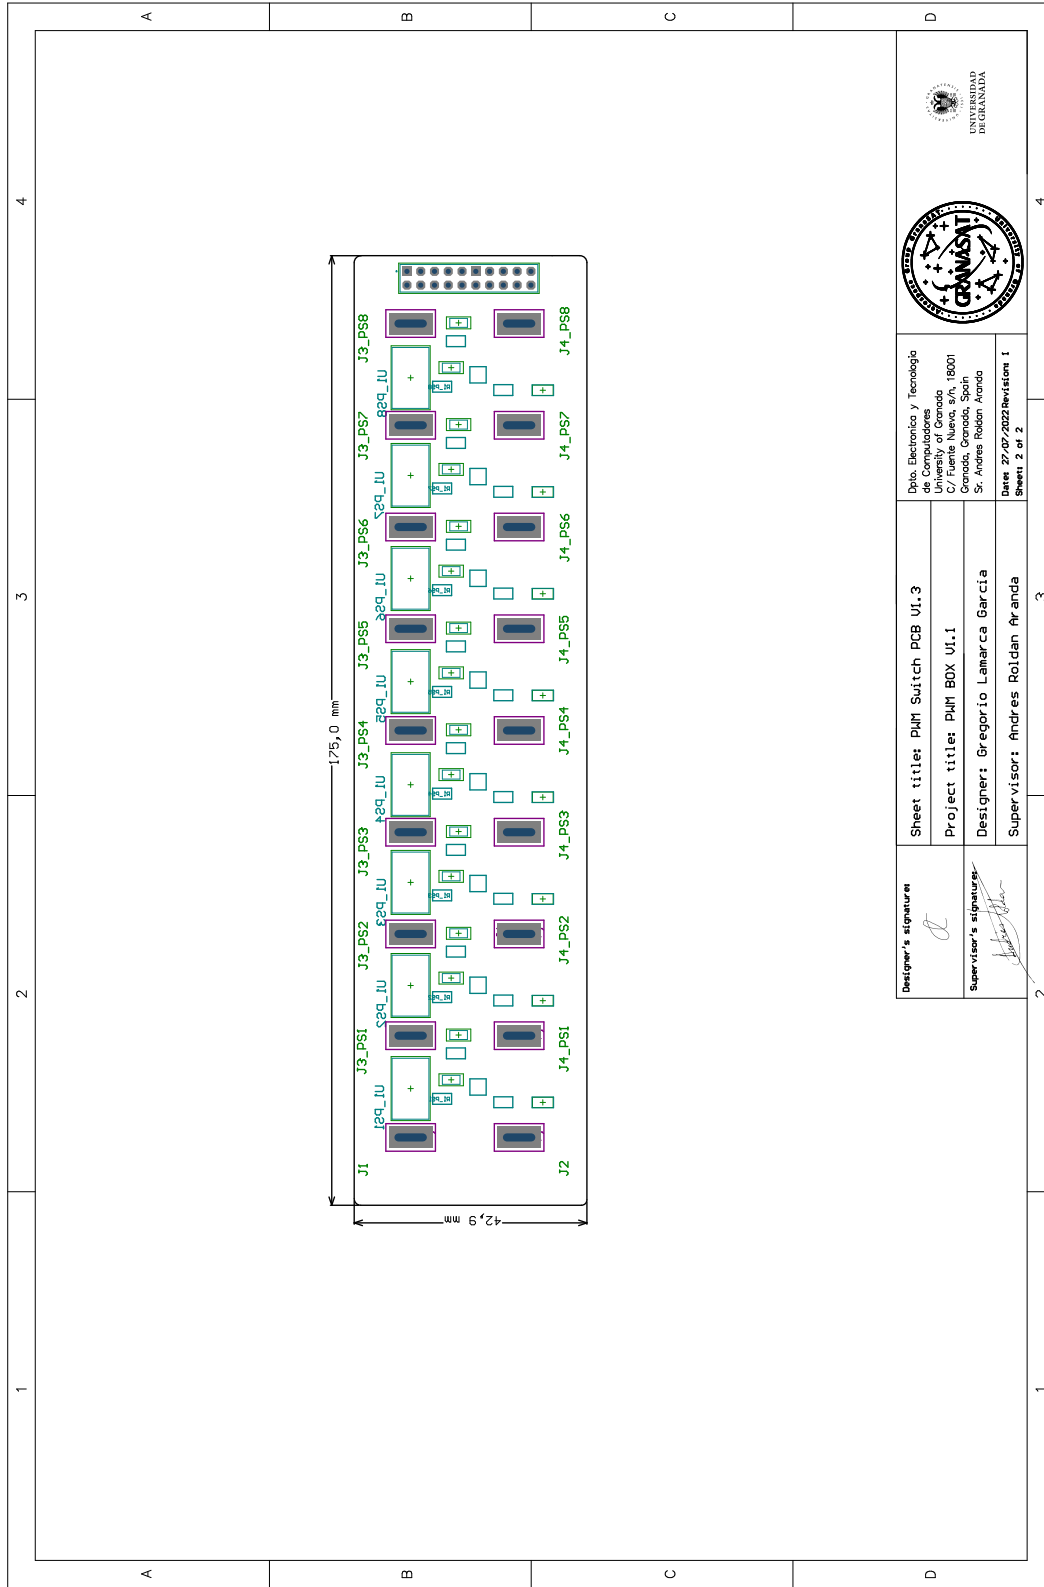 1
2
3
4
A
B
C
D
175,0 mm
42,9 mm
J1
J3_PS1
J3_PS2
J3_PS3
J3_PS4
J3_PS5
J3_PS6
J3_PS7
J3_PS8
U1_PS1
U1_PS2
U1_PS3
U1_PS4
U1_PS5
U1_PS6
U1_PS7
U1_PS8
J2
J4_PS1
J4_PS2
J4_PS3
J4_PS4
J4_PS5
J4_PS6
J4_PS7
J4_PS8
A
B
C
D
Designer's signature:
Supervisor's signature:
Sheet title: PWM Switch PCB V1.3
Project title: PWM BOX V1.1
Designer: Gregorio Lamarca Garcia
Supervisor: Andres Roldan Aranda
Dpto. Electronica y Tecnologia
de Computadores
University of Granada
C/ Fuente Nueva, s/n, 18001
Granada, Granada, Spain
Sr. Andres Roldan Aranda
Date: 27/07/2022 Revision: 1
Sheet: 2 of 2
GRANASAT
UNIVERSIDAD
DE GRANADA
1
2
3
4